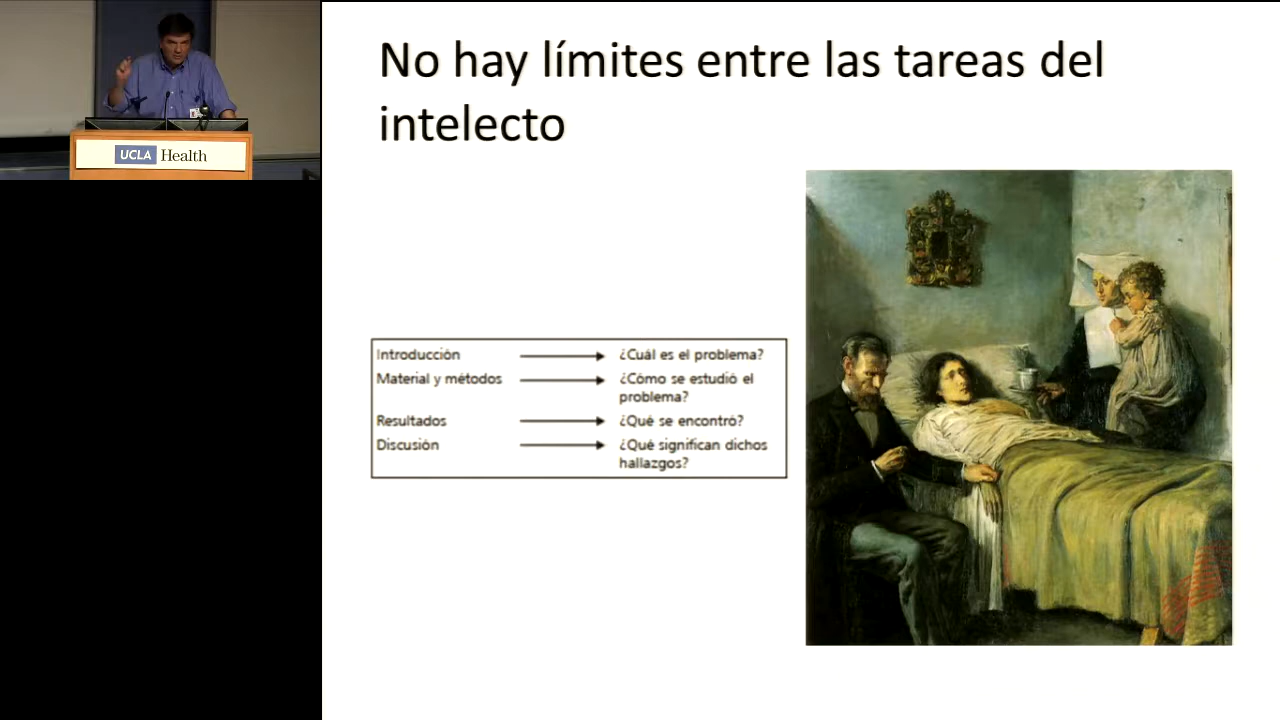 UCLA Health
No hay límites entre las tareas del
intelecto
Introducción ¿Cuál es el problema?
Material y métodos ¿Cómo se estudió el
problema?
Resultados ¿Qué se encontró?
Discusión ¿Qué significan dichos
hallazgos?